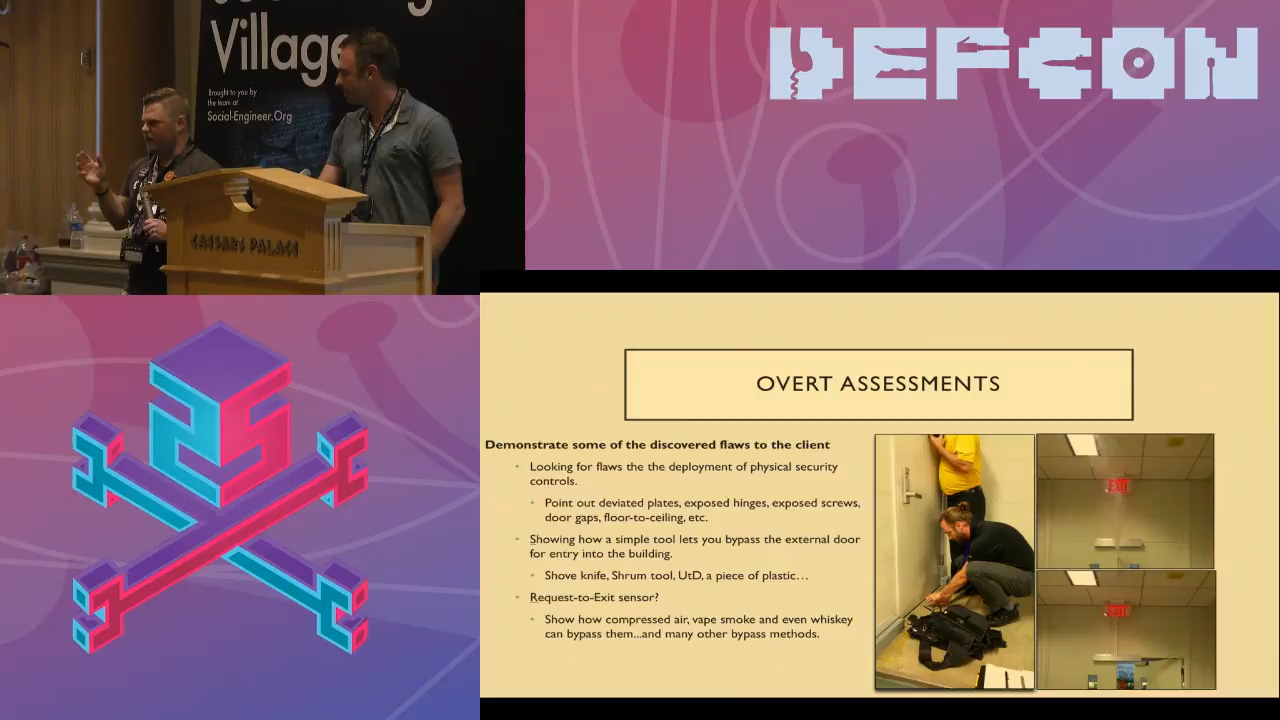 Village
Brought to you by
the team at
Social-Engineer.Org
CAESARS PALACE
DEFCON
OVERT ASSESSMENTS
Demonstrate some of the discovered flaws to the client
Looking for flaws the the deployment of physical security
controls.
Point out deviated plates, exposed hinges, exposed screws,
door gaps, floor-to-ceiling, etc.
Showing how a simple tool lets you bypass the external door
for entry into the building.
Shove knife, Shrum tool, UtD, a piece of plastic...
Request-to-Exit sensor?
Show how compressed air, vape smoke and even whiskey
can bypass them...and many other bypass methods.
EXIT
EXIT